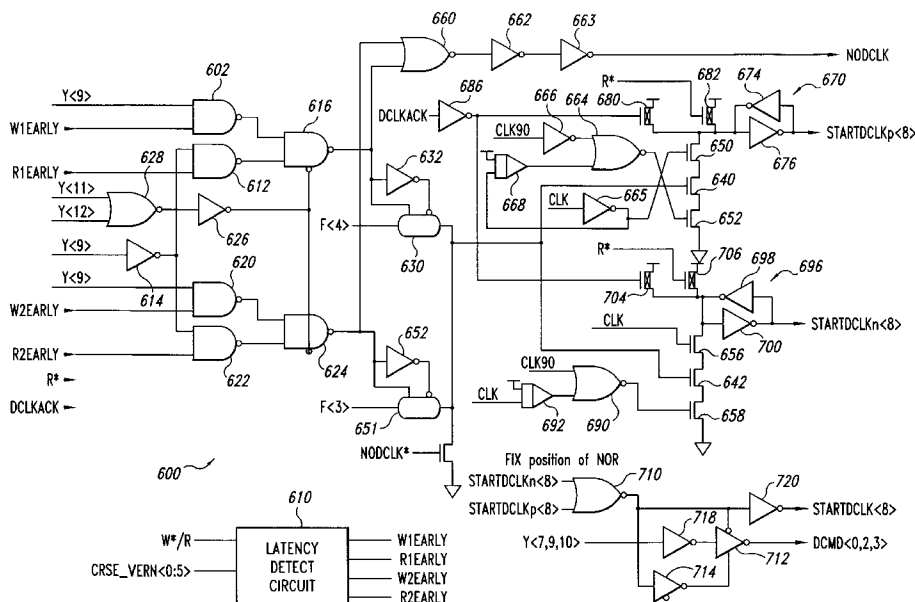 660
662
663
602
NODCLK
R*
682
674
670
Y<9>
686
680
616
DCLKACK
666
664
W1EARLY
CLK90
STARTDCLKp<8>
628
632
676
650
R1EARLY
612
668
640
Y<11>
665
CLK
Y<12>
652
626
F<4>
630
R*
706
698
696
Y<9>
620
Y<9>
614
704
W2EARLY
652
CLK
STARTDCLKn<8>
700
656
R2EARLY
624
CLK90
642
622
R*
F<3>
CLK
692
690
658
651
DCLKACK
NODCLK*
FIX position of NOR
600
STARTDCLKn<8>
710
720
610
STARTDCLKp<8>
STARTDCLK<8>
W*/R
LATENCY
DETECT
CIRCUIT
W1EARLY
718
R1EARLY
Y<7,9,10>
DCMD<0,2,3>
CRSE_VERN<0:5>
W2EARLY
714
712
R2EARLY